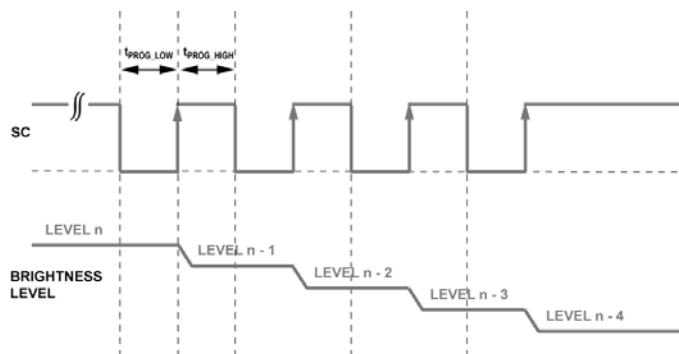 tPROG_LOW tPROG_HIGH
SC
LEVEL n
LEVEL n - 1
BRIGHTNESS
LEVEL
LEVEL n - 2
LEVEL n - 3
LEVEL n - 4